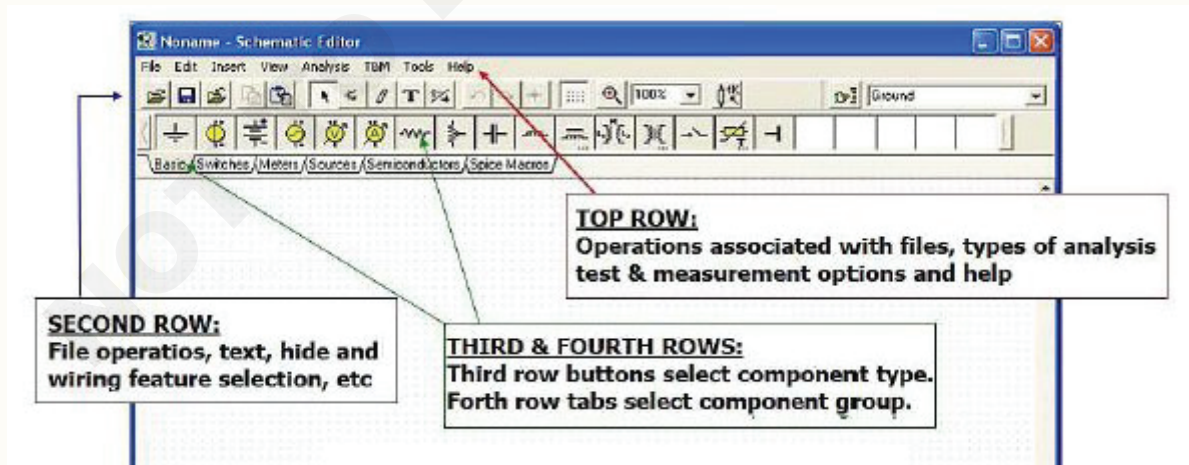 Noname - Schematic Editor
File Edit Insert View Analysis T&M Tools Help
T 100% Ground
Basic Switches Meters Sources Semiconductors Spice Macros
TOP ROW:
Operations associated with files, types of analysis
test & measurement options and help
SECOND ROW:
File operatios, text, hide and
wiring feature selection, etc
THIRD & FOURTH ROWS:
Third row buttons select component type.
Forth row tabs select component group.